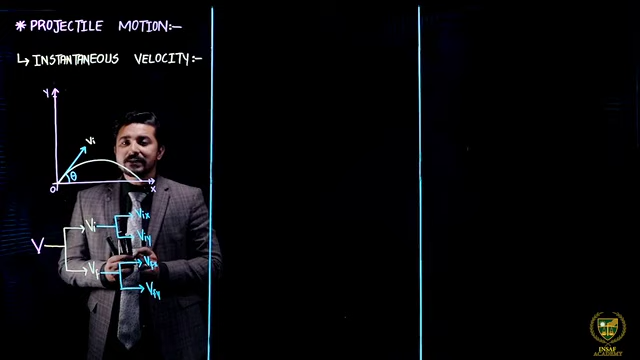 * PROJECTILE MOTION:-
↳ INSTANTANEOUS VELOCITY:-
Y
Vi
θ
O
X
V
Vi
Vix
Viy
Vf
Vfx
Vfy
INSAF
ACADEMY